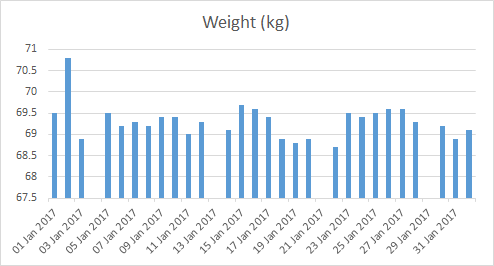 Weight (kg)
71
70.5
70
69.5
69
68.5
68
67.5
01 Jan 2017
03 Jan 2017
05 Jan 2017
07 Jan 2017
09 Jan 2017
11 Jan 2017
13 Jan 2017
15 Jan 2017
17 Jan 2017
19 Jan 2017
21 Jan 2017
23 Jan 2017
25 Jan 2017
27 Jan 2017
29 Jan 2017
31 Jan 2017